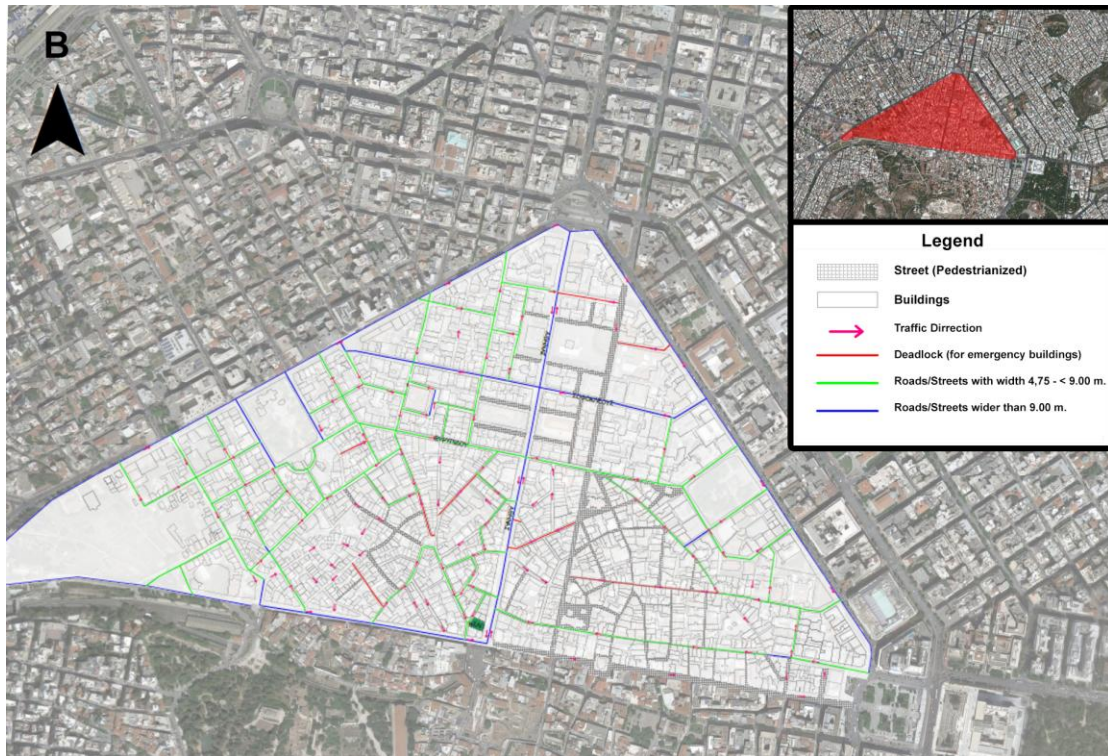 B
Legend
Street (Pedestrianized)
Buildings
Traffic Dirrection
Deadlock (for emergency buildings)
Roads/Streets with width 4,75 - < 9.00 m.
Roads/Streets wider than 9.00 m.